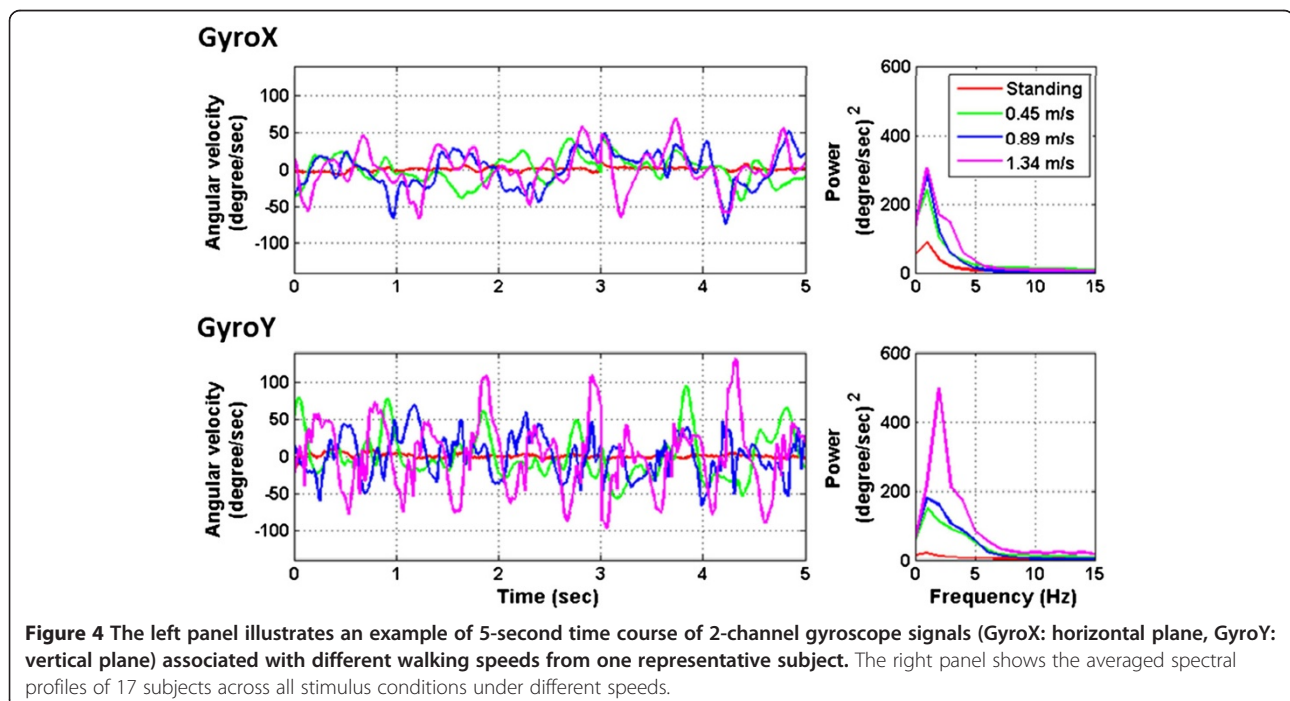 GyroX
Angular velocity
(degree/sec)
100
50
0
-50
-100
0 1 2 3 4 5
Power
(degree/sec)²
600
400
200
0
0 5 10 15
Standing
0.45 m/s
0.89 m/s
1.34 m/s
GyroY
Angular velocity
(degree/sec)
100
50
0
-50
-100
0 1 2 3 4 5
Time (sec)
Power
(degree/sec)²
600
400
200
0
0 5 10 15
Frequency (Hz)
Figure 4 The left panel illustrates an example of 5-second time course of 2-channel gyroscope signals (GyroX: horizontal plane, GyroY:
vertical plane) associated with different walking speeds from one representative subject. The right panel shows the averaged spectral
profiles of 17 subjects across all stimulus conditions under different speeds.